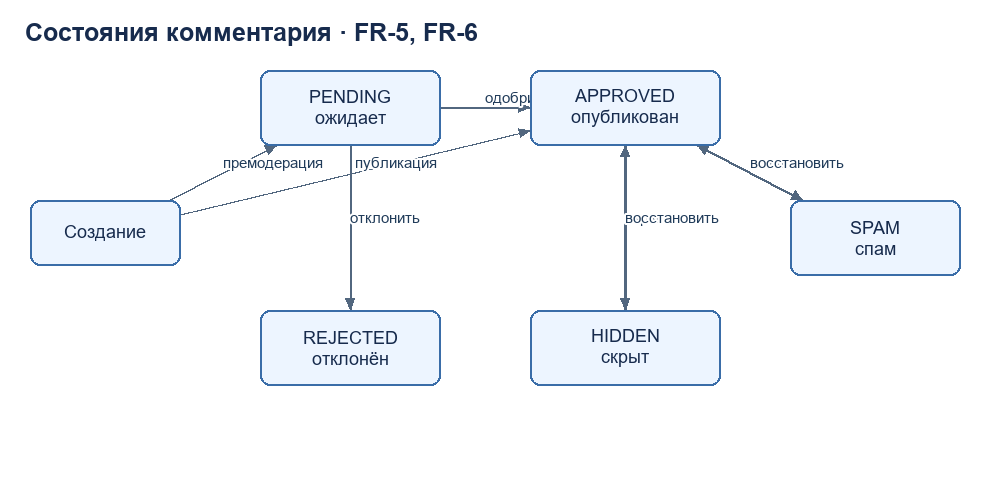 Состояния комментария · FR-5, FR-6
PENDING
ожидает
одобри
APPROVED
опубликован
премодерация
публикация
восстановить
Создание
отклонить
восстановить
SPAM
спам
REJECTED
отклонён
HIDDEN
скрыт